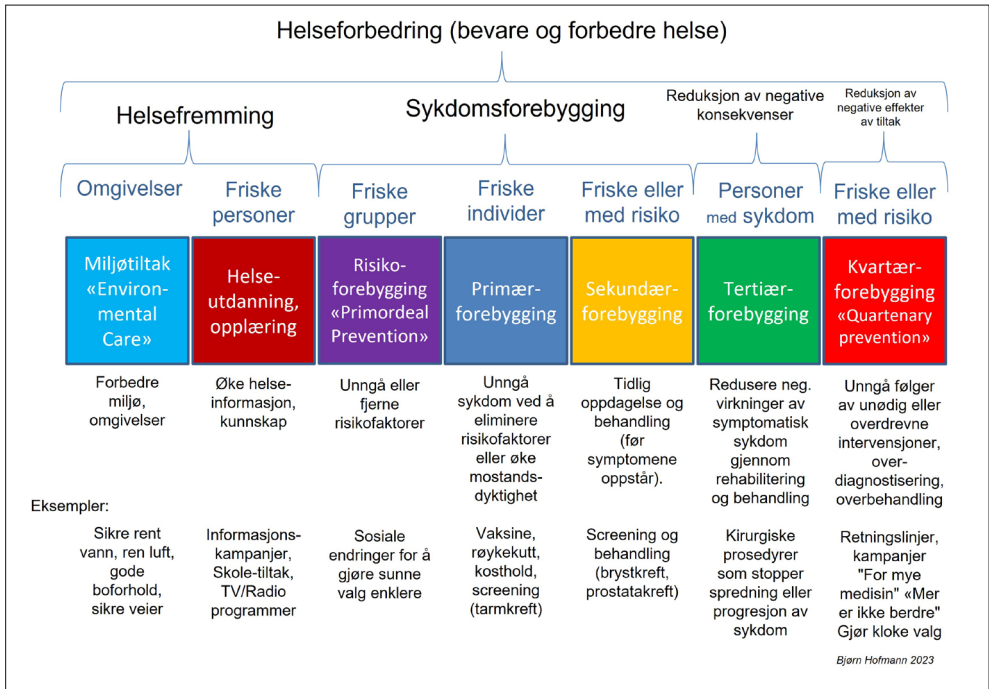 Helseforbedring (bevare og forbedre helse)
Helsefremming
Sykdomsforebygging
Reduksjon av negative
konsekvenser
Reduksjon av
negative effekter
av tiltak
Omgivelser
Friske
personer
Friske
grupper
Friske
individer
Friske eller
med risiko
Personer
med sykdom
Friske eller
med risiko
Miljøtiltak
«Environ-
mental
Care»
Helse-
utdanning,
opplæring
Risiko-
forebygging
«Primordeal
Prevention»
Primær-
forebygging
Sekundær-
forebygging
Tertiær-
forebygging
Kvartær-
forebygging
«Quartenary
prevention»
Forbedre
miljø,
omgivelser
Øke helse-
informasjon,
kunnskap
Unngå eller
fjerne
risikofaktorer
Unngå
sykdom ved å
eliminere
risikofaktorer
eller øke
mostands-
dyktighet
Tidlig
oppdagelse og
behandling
(før
symptomene
oppstår).
Redusere neg.
virkninger av
symptomatisk
sykdom
gjennom
rehabilitering
og behandling
Unngå følger
av unødig eller
overdrevne
intervensjoner,
over-
diagnostisering,
overbehandling
Eksempler:
Sikre rent
vann, ren luft,
gode
boforhold,
sikre veier
Informasjons-
kampanjer,
Skole-tiltak,
TV/Radio
programmer
Sosiale
endringer for å
gjøre sunne
valg enklere
Vaksine,
røykekutt,
kosthold,
screening
(tarmkreft)
Screening og
behandling
(brystkreft,
prostatakreft)
Kirurgiske
prosedyrer
som stopper
spredning eller
progresjon av
sykdom
Retningslinjer,
kampanjer
"For mye
medisin" «Mer
er ikke berdre"
Gjør kloke valg
Bjørn Hofmann 2023